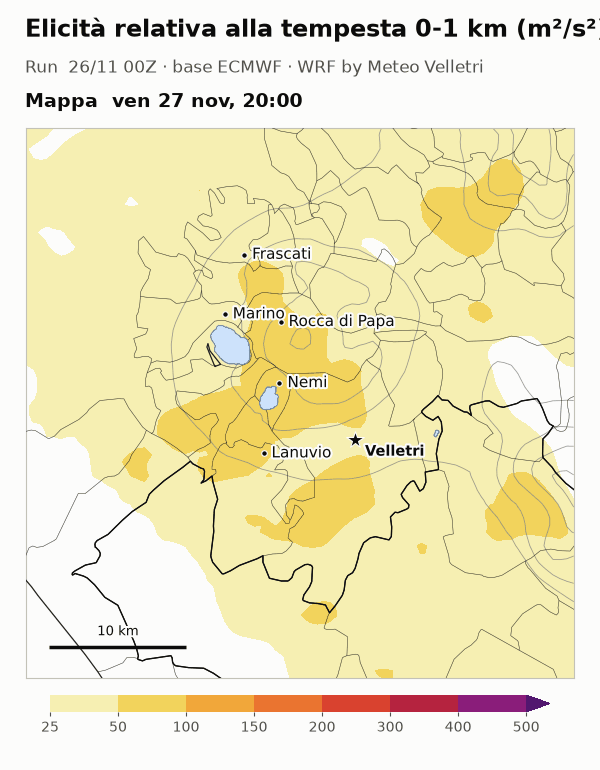 Elicità relativa alla tempesta 0-1 km (m²/s²)
Run  26/11 00Z · base ECMWF · WRF by Meteo Velletri
Mappa  ven 27 nov, 20:00
Frascati
Marino
Rocca di Papa
Nemi
Velletri
Lanuvio
10 km
25 50 100 150 200 300 400 500